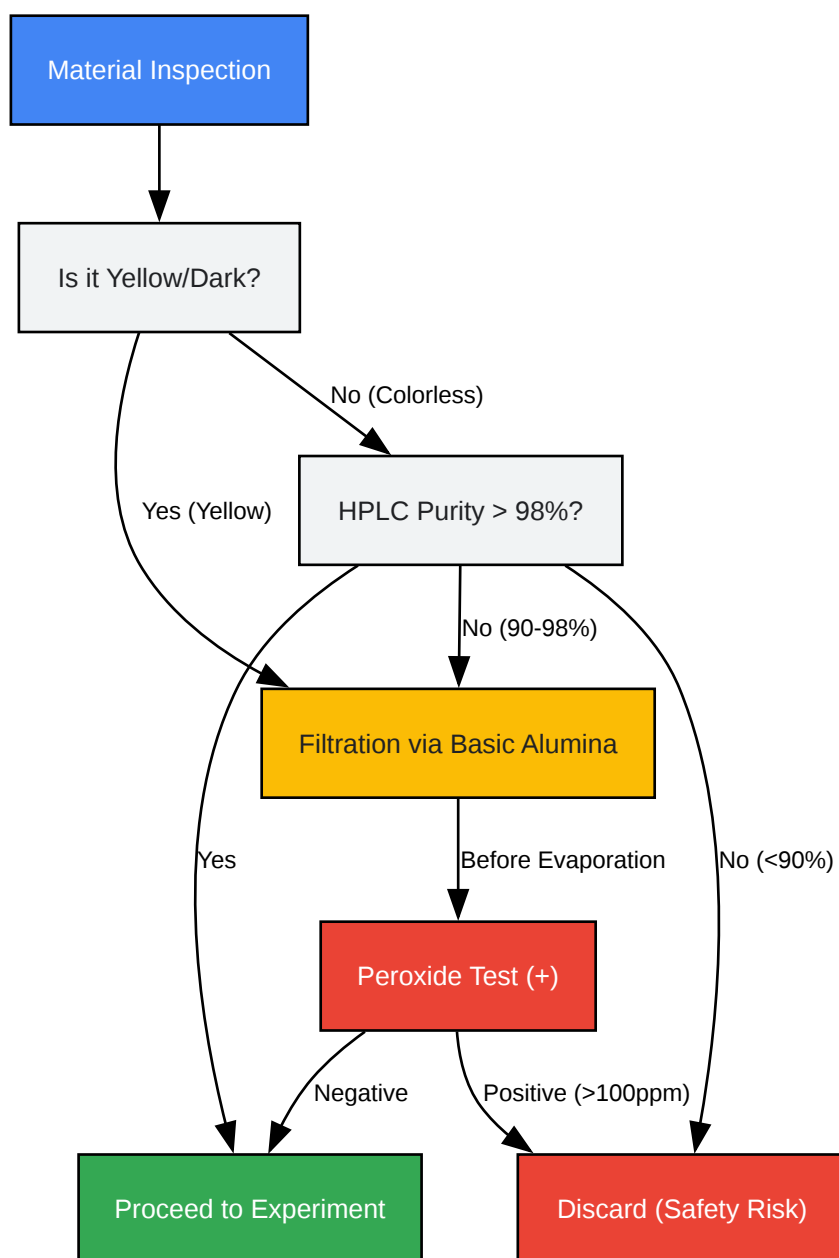 Material Inspection
Is it Yellow/Dark?
No (Colorless)
Yes (Yellow)
HPLC Purity > 98%?
No (90-98%)
Filtration via Basic Alumina
Yes
Before Evaporation
No (<90%)
Peroxide Test (+)
Negative
Positive (>100ppm)
Proceed to Experiment
Discard (Safety Risk)